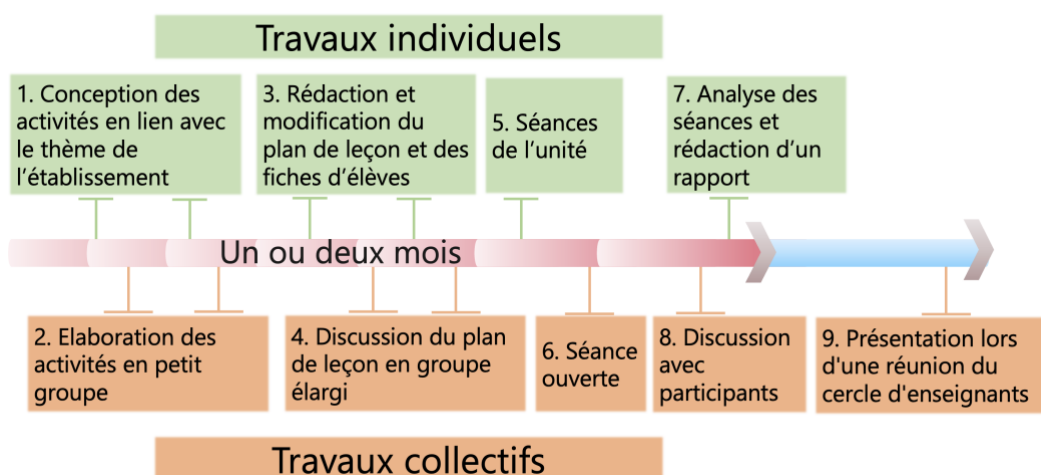 Travaux individuels
1. Conception des
activités en lien avec
le thème de
l'établissement
3. Rédaction et
modification du
plan de leçon et des
fiches d'élèves
5. Séances
de l'unité
7. Analyse des
séances et
rédaction d'un
rapport
Un ou deux mois
2. Elaboration des
activités en petit
groupe
4. Discussion du plan
de leçon en groupe
élargi
6. Séance
ouverte
8. Discussion
avec
participants
9. Présentation lors
d'une réunion du
cercle d'enseignants
Travaux collectifs